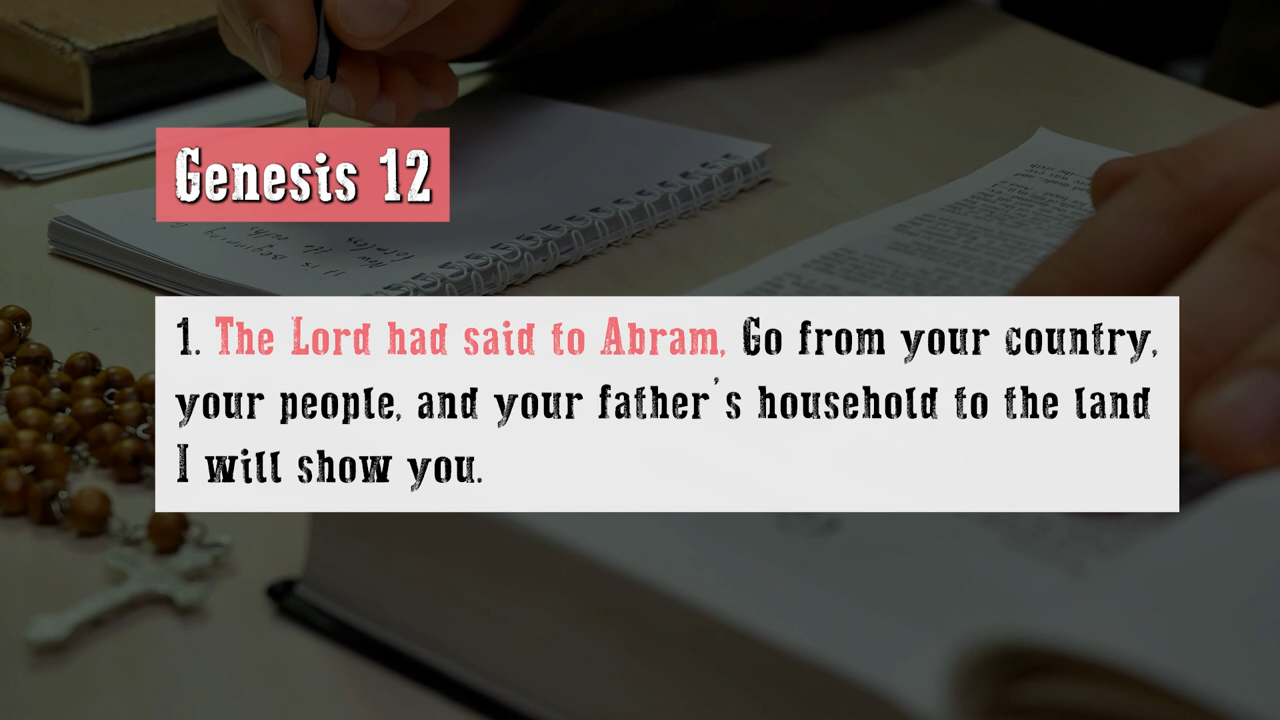 Genesis 12
1. The Lord had said to Abram, Go from your country,
your people, and your father's household to the land
I will show you.